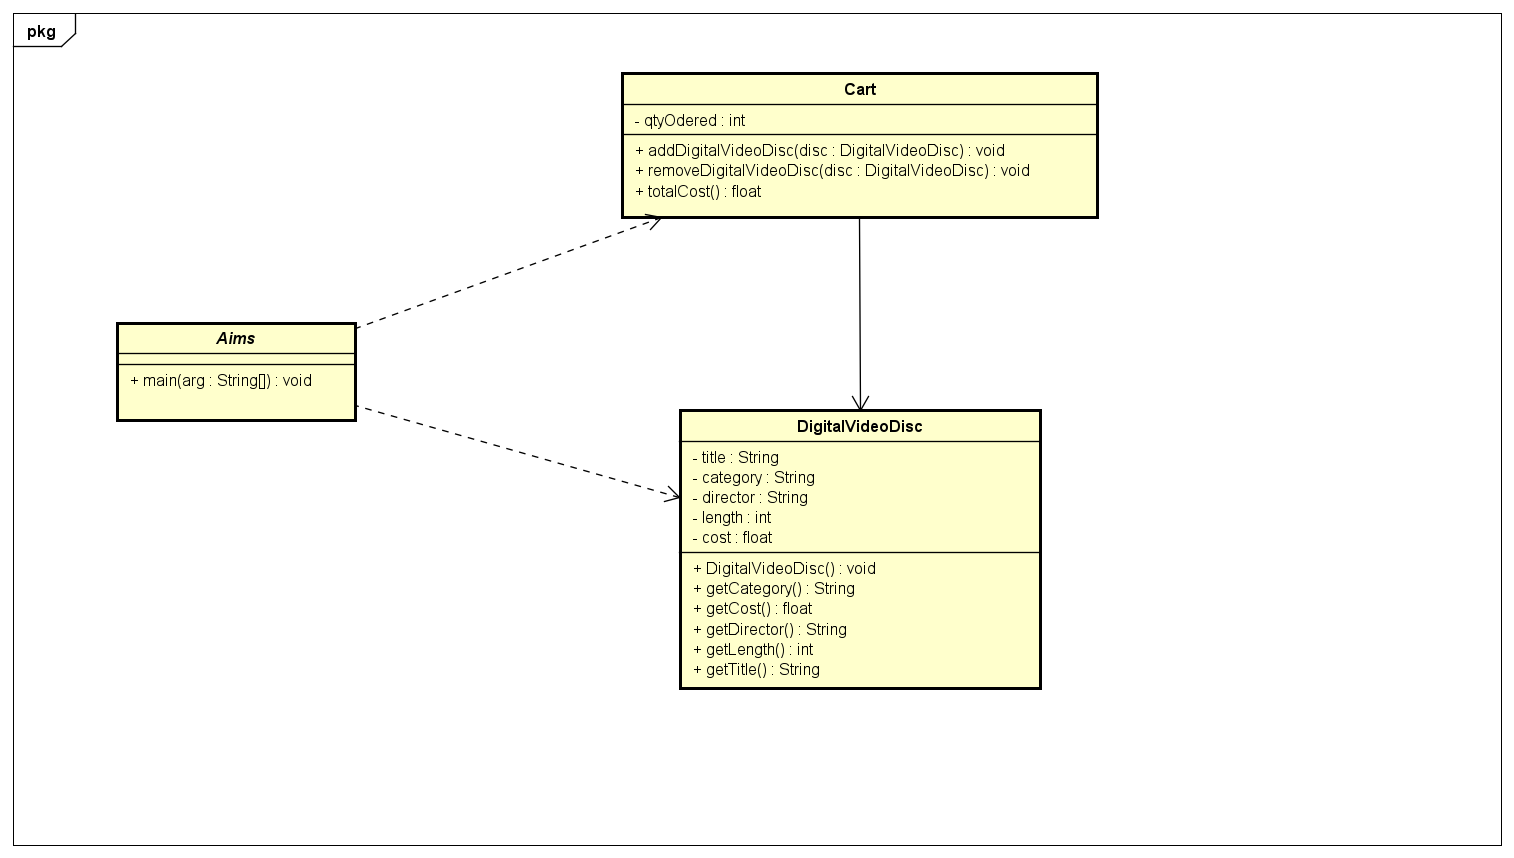 pkg
Cart
- qtyOdered : int
+ addDigitalVideoDisc(disc : DigitalVideoDisc) : void
+ removeDigitalVideoDisc(disc : DigitalVideoDisc) : void
+ totalCost() : float
Aims
+ main(arg : String[]) : void
DigitalVideoDisc
- title : String
- category : String
- director : String
- length : int
- cost : float
+ DigitalVideoDisc() : void
+ getCategory() : String
+ getCost() : float
+ getDirector() : String
+ getLength() : int
+ getTitle() : String